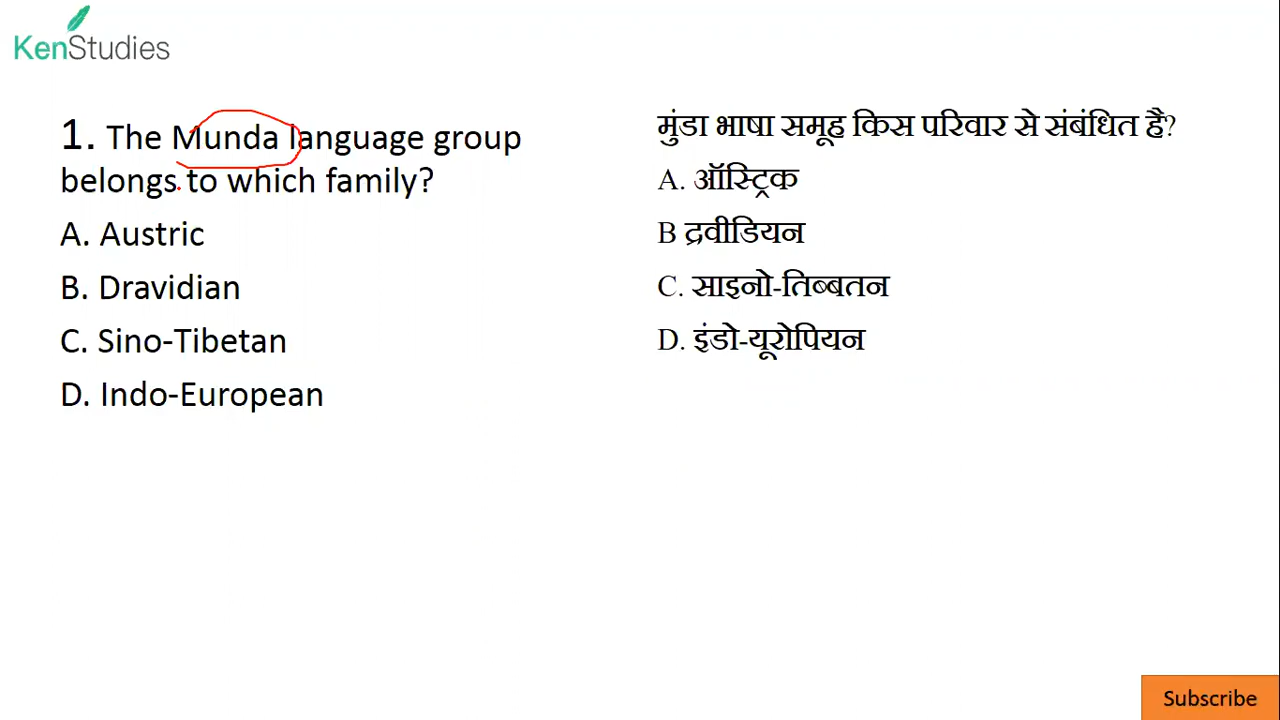 KenStudies
1. The Munda language group
belongs to which family?
A. Austric
B. Dravidian
C. Sino-Tibetan
D. Indo-European
मुंडा भाषा समूह किस परिवार से संबंधित है?
A. ऑस्ट्रिक
B द्रवीडियन
C. साइनो-तिब्बतन
D. इंडो-यूरोपियन
Subscribe